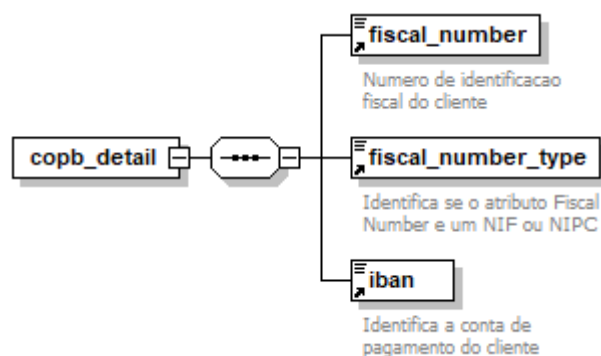 fiscal_number
Numero de identificacao
fiscal do cliente
copb_detail
fiscal_number_type
Identifica se o atributo Fiscal
Number e um NIF ou NIPC
iban
Identifica a conta de
pagamento do cliente